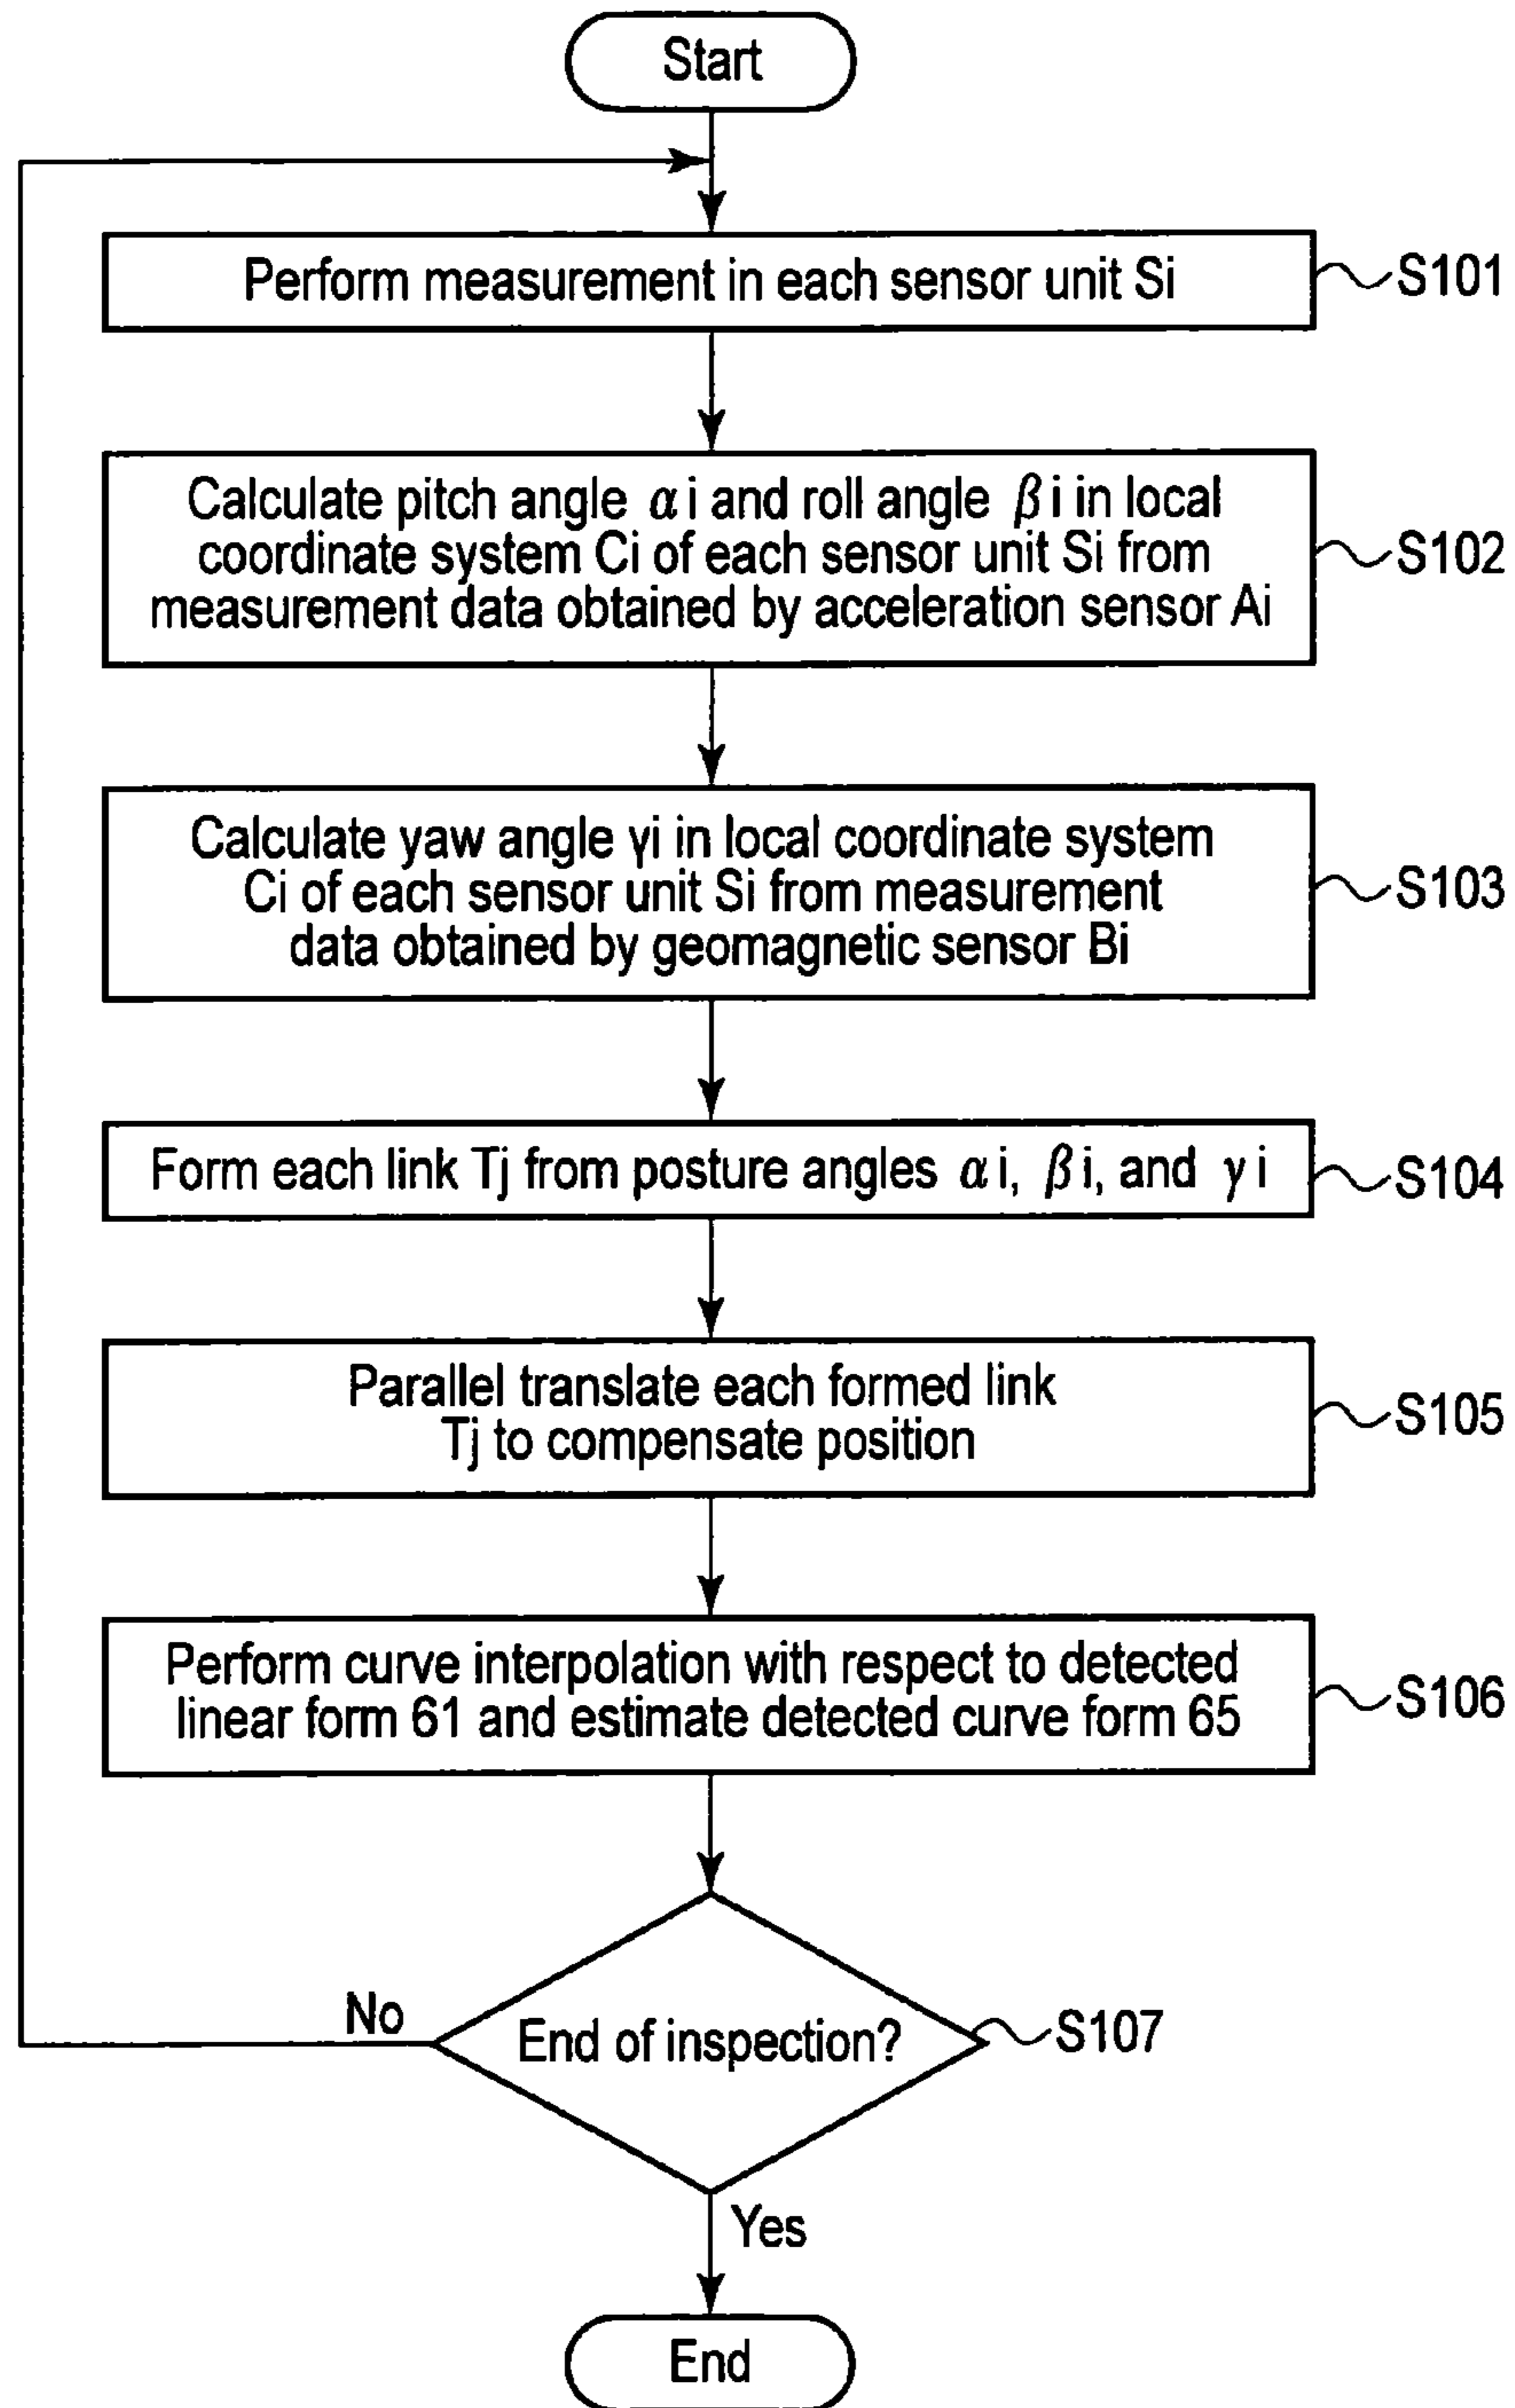 Start
Perform measurement in each sensor unit Si
S101
Calculate pitch angle αi and roll angle βi in local
coordinate system Ci of each sensor unit Si from
measurement data obtained by acceleration sensor Ai
S102
Calculate yaw angle γi in local coordinate system
Ci of each sensor unit Si from measurement
data obtained by geomagnetic sensor Bi
S103
Form each link Tj from posture angles αi, βi, and γi
S104
Parallel translate each formed link
Tj to compensate position
S105
Perform curve interpolation with respect to detected
linear form 61 and estimate detected curve form 65
S106
No
End of inspection?
S107
Yes
End